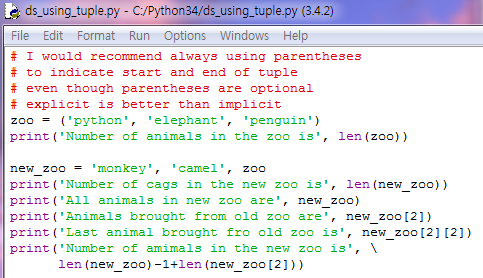 ds_using_tuple.py - C:/Python34/ds_using_tuple.py (3.4.2)
File Edit Format Run Options Windows Help
# I would recommend always using parentheses
# to indicate start and end of tuple
# even though parentheses are optional
# explicit is better than implicit
zoo = ('python', 'elephant', 'penguin')
print('Number of animals in the zoo is', len(zoo))
new_zoo = 'monkey', 'camel', zoo
print('Number of cags in the new zoo is', len(new_zoo))
print('All animals in new zoo are', new_zoo)
print('Animals brought from old zoo are', new_zoo[2])
print('Last animal brought fro old zoo is', new_zoo[2][2])
print('Number of amimals in the new zoo is', \
len(new_zoo)-1+len(new_zoo[2]))